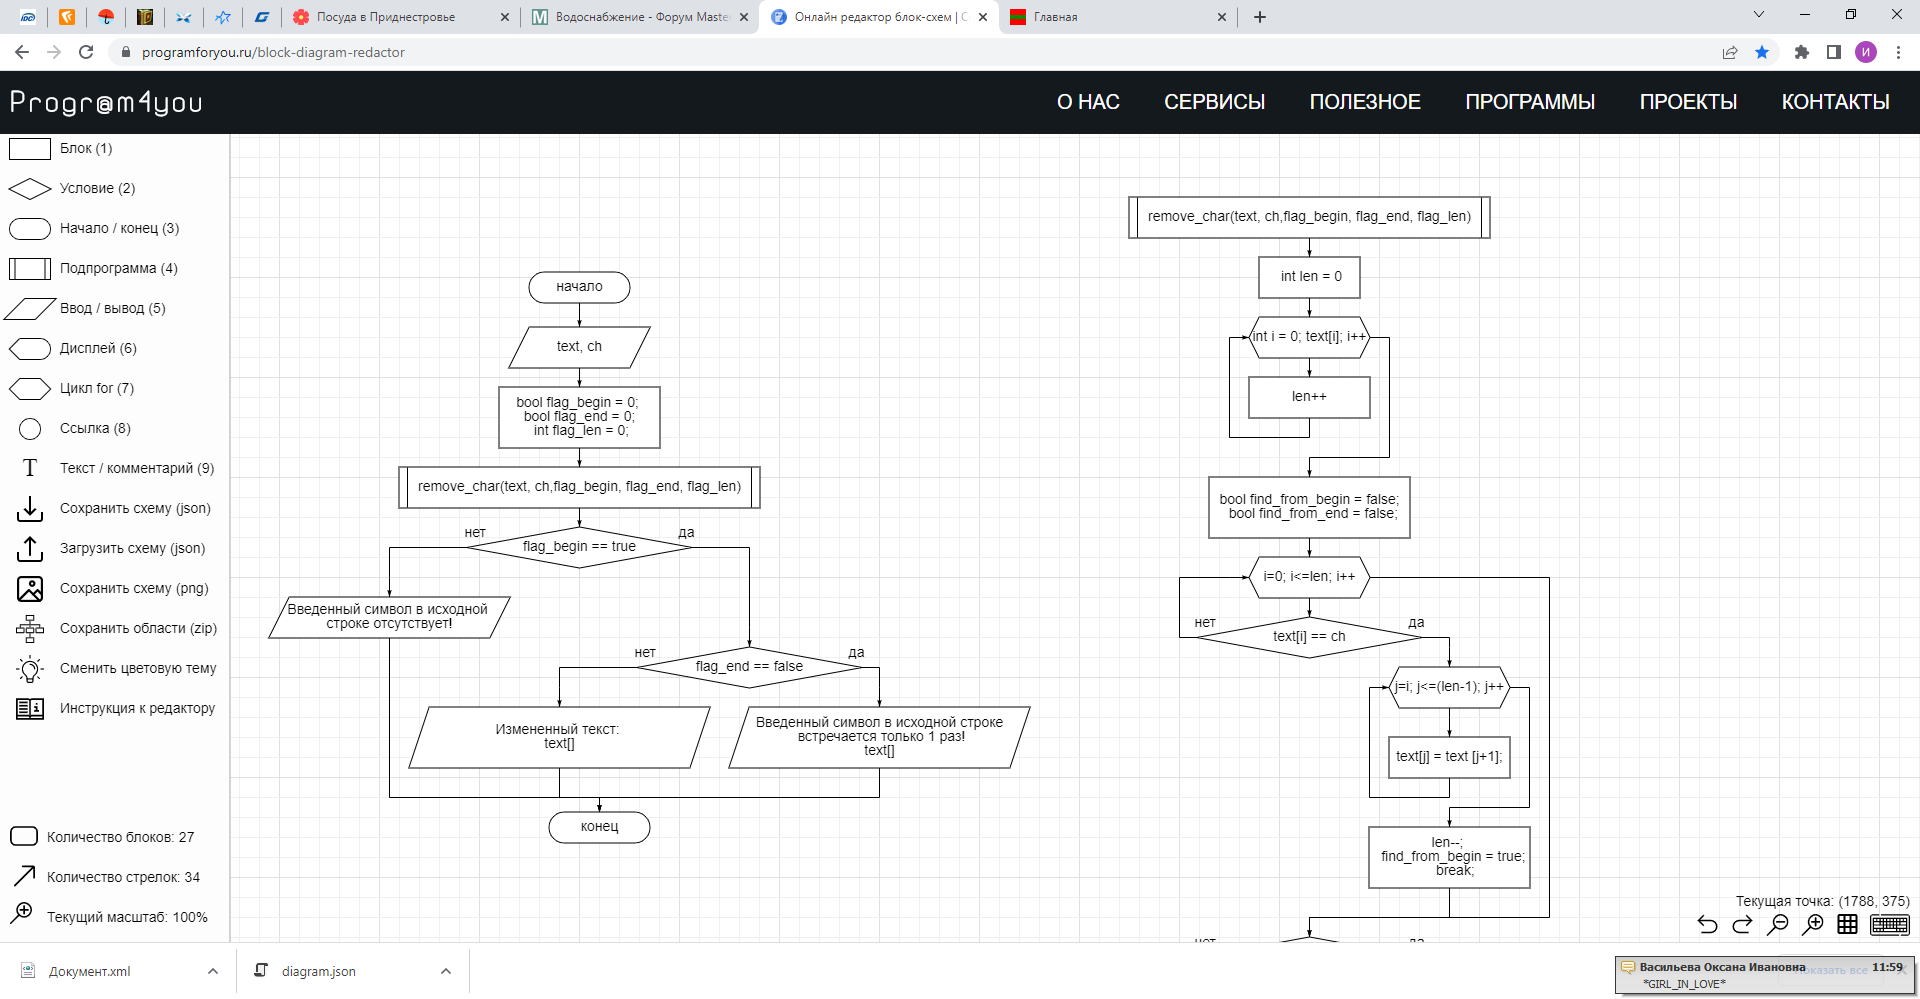 Посуда в Приднестровье
Водоснабжение - Форум Maste
Онлайн редактор блок-схем | С
Главная
programforyou.ru/block-diagram-redactor
И
Progr@m4you
О НАС
СЕРВИСЫ
ПОЛЕЗНОЕ
ПРОГРАММЫ
ПРОЕКТЫ
КОНТАКТЫ
Блок (1)
Условие (2)
Начало / конец (3)
Подпрограмма (4)
Ввод / вывод (5)
Дисплей (6)
Цикл for (7)
Ссылка (8)
Текст / комментарий (9)
Сохранить схему (json)
Загрузить схему (json)
Сохранить схему (png)
Сохранить области (zip)
Сменить цветовую тему
Инструкция к редактору
Количество блоков: 27
Количество стрелок: 34
Текущий масштаб: 100%
начало
text, ch
bool flag_begin = 0;
bool flag_end = 0;
int flag_len = 0;
remove_char(text, ch,flag_begin, flag_end, flag_len)
нет
да
flag_begin == true
Введенный символ в исходной
строке отсутствует!
нет
да
flag_end == false
Измененный текст:
text[]
Введенный символ в исходной строке
встречается только 1 раз!
text[]
конец
remove_char(text, ch,flag_begin, flag_end, flag_len)
int len = 0
int i = 0; text[i]; i++
len++
bool find_from_begin = false;
bool find_from_end = false;
i=0; i<=len; i++
нет
да
text[i] == ch
j=i; j<=(len-1); j++
text[j] = text [j+1];
len--;
find_from_begin = true;
break;
нет
да
Текущая точка: (1788, 375)
Документ.xml
diagram.json
Показать все
Васильева Оксана Ивановна
11:59
*GIRL_IN_LOVE*